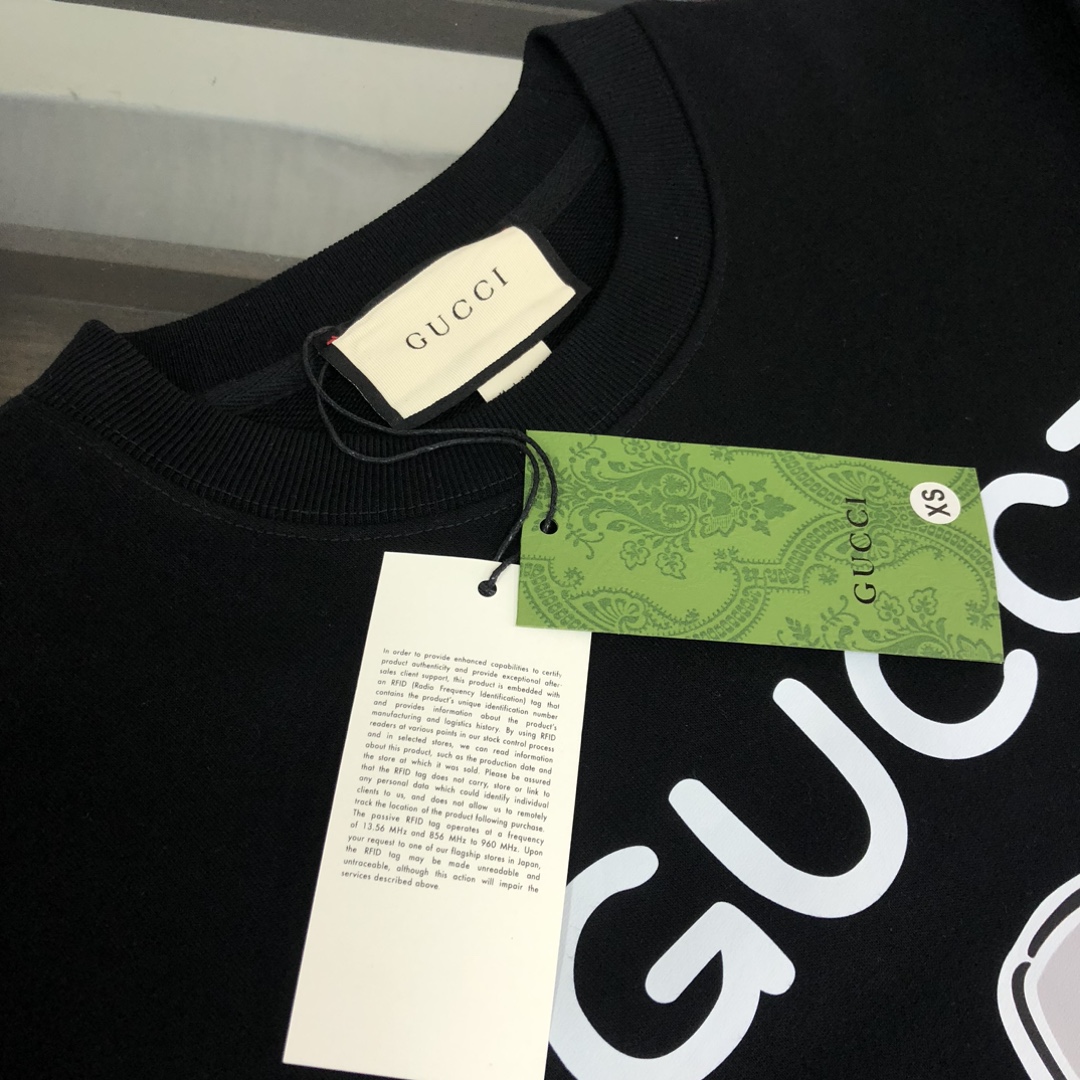 GUCCI
GUCCI
XS
In order to provide enhanced capabilities to certify
product authenticity and provide exceptional after-
sales client support, this product is embedded with
an RFID (Radio Frequency Identification) tag that
contains the product's unique identification number
and provides information about the product's
manufacturing and logistics history. By using RFID
readers at various points in our stock control process
and in selected stores, we can read information
about this product, such as the production date and
the store at which it was sold. Please be assured
that the RFID tag does not carry, store or link to
any personal data which could identify individual
clients to us, and does not allow us to remotely
track the location of the product following purchase.
The passive RFID tag operates at a frequency
of 13.56 MHz and 856 MHz to 960 MHz. Upon
your request to one of our flagship stores in Japan,
the RFID tag may be made unreadable and
untraceable, although this action will impair the
services described above.
GUCCI